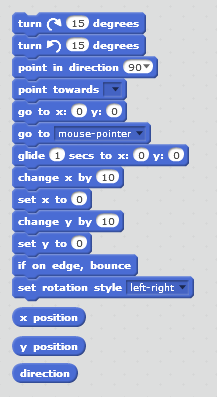 turn 15 degrees
turn 15 degrees
point in direction 90
point towards
go to x: 0 y: 0
go to mouse-pointer
glide 1 secs to x: 0 y: 0
change x by 10
set x to 0
change y by 10
set y to 0
if on edge, bounce
set rotation style left-right
x position
y position
direction